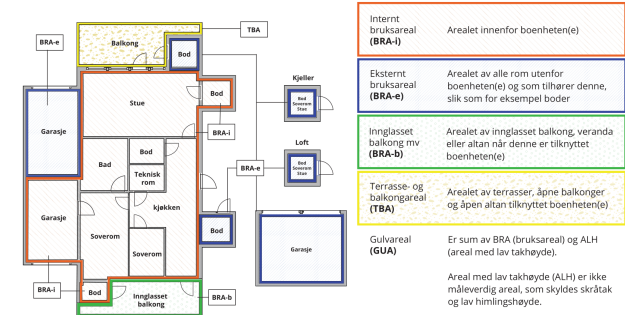 TBA
Balkong
BRA-e
Bod
Kjeller
Bod
Soverom
Stue
Stue
Bod
Garasje
BRA-i
Loft
Bad
Bod
BRA-e
Bod
Soverom
Stue
Teknisk
rom
Garasje
kjøkken
Soverom
Bod
Garasje
Soverom
BRA-i
Bod
Innglasset
balkong
BRA-b
Internt
bruksareal
(BRA-i)
Arealet innenfor boenheten(e)
Eksternt
bruksareal
(BRA-e)
Arealet av alle rom utenfor
boenheten(e) og som tilhører denne,
slik som for eksempel boder
Innglasset
balkong mv
(BRA-b)
Arealet av innglasset balkong, veranda
eller altan når denne er tilknyttet
boenheten(e)
Terrasse- og
balkongareal
(TBA)
Arealet av terrasser, åpne balkonger
og åpen altan tilknyttet boenheten(e)
Gulvareal
(GUA)
Er sum av BRA (bruksareal) og ALH
(areal med lav takhøyde).
Areal med lav takhøyde (ALH) er ikke
måleverdig areal, som skyldes skråtak
og lav himlingshøyde.